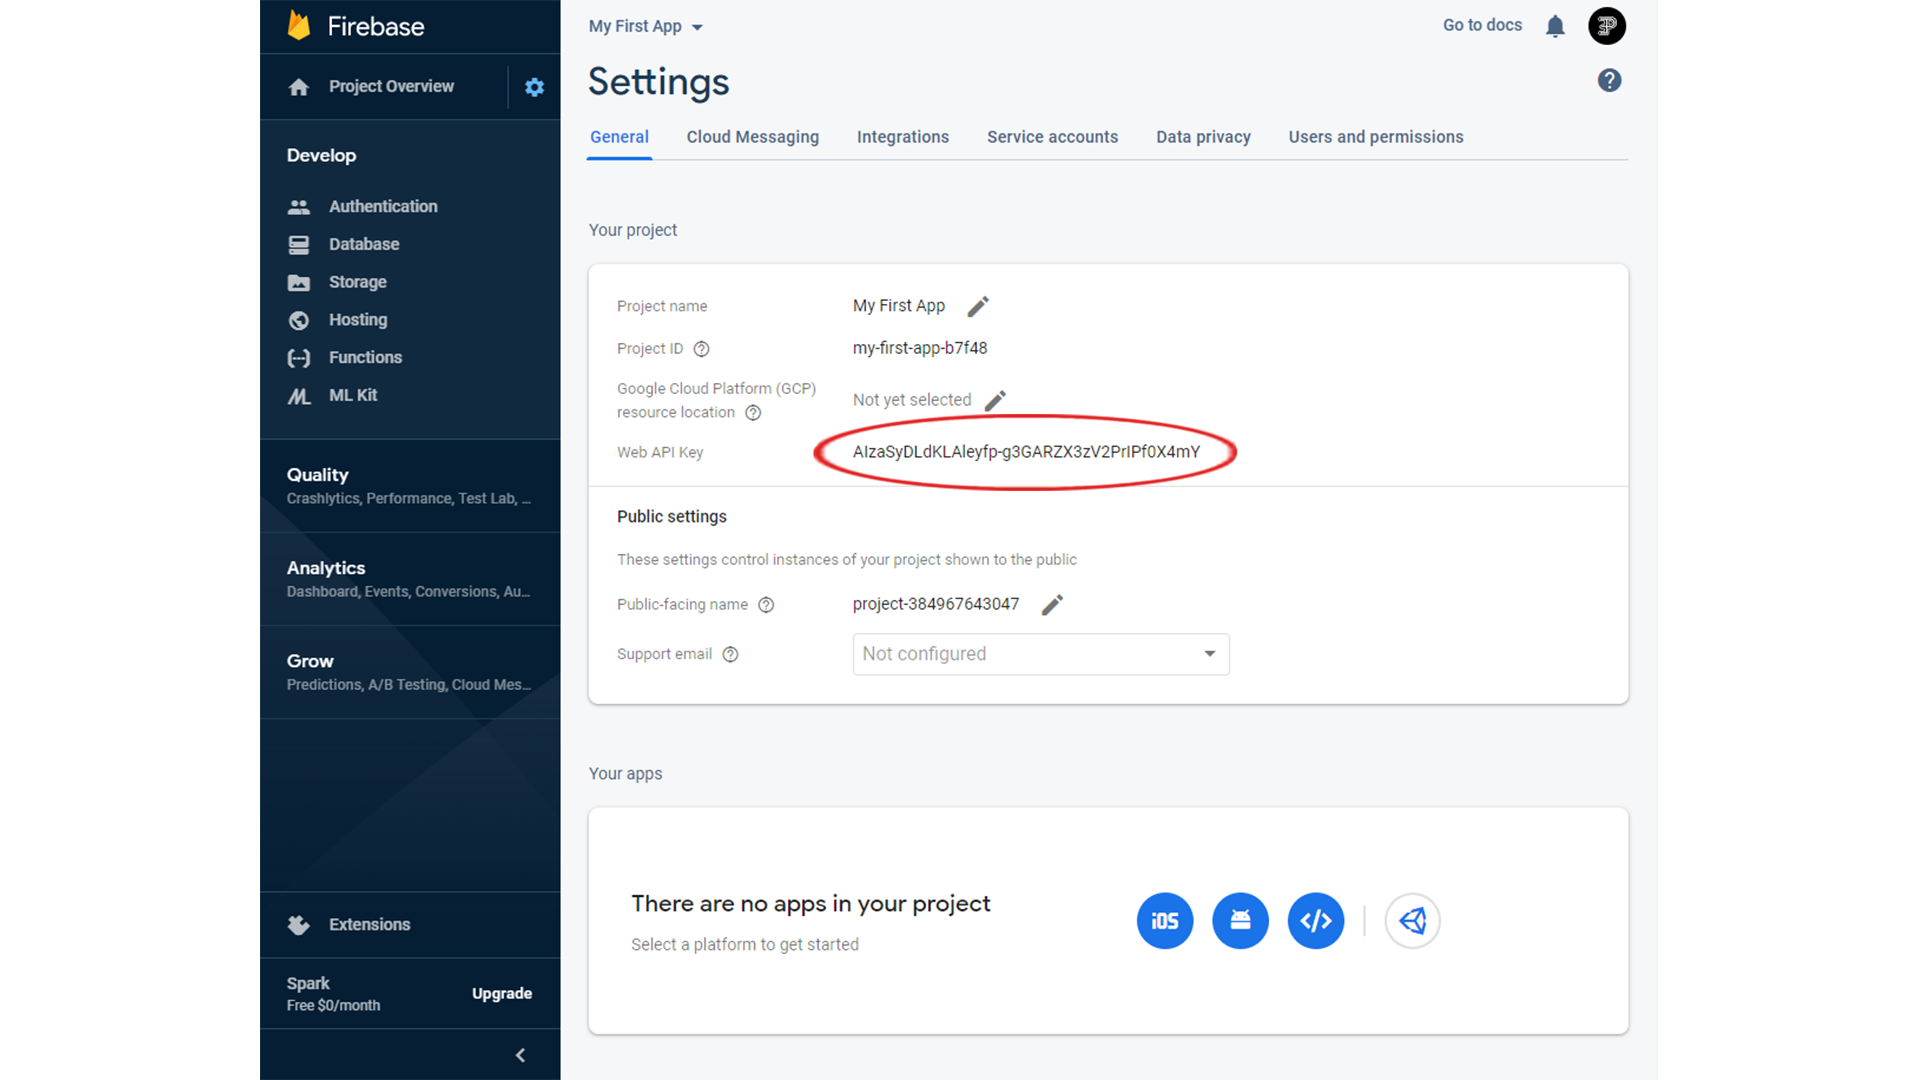 Firebase
Project Overview
Develop
Authentication
Database
Storage
Hosting
Functions
ML Kit
Quality
Crashlytics, Performance, Test Lab, ...
Analytics
Dashboard, Events, Conversions, Au...
Grow
Predictions, A/B Testing, Cloud Mes...
Extensions
Spark
Free $0/month
Upgrade
My First App
Go to docs
Settings
General Cloud Messaging Integrations Service accounts Data privacy Users and permissions
Your project
Project name My First App
Project ID my-first-app-b7f48
Google Cloud Platform (GCP)
resource location Not yet selected
Web API Key AIzaSyDLdKLAleyfp-g3GARZX3zV2PrIPf0X4mY
Public settings
These settings control instances of your project shown to the public
Public-facing name project-384967643047
Support email Not configured
Your apps
There are no apps in your project
Select a platform to get started
iOS